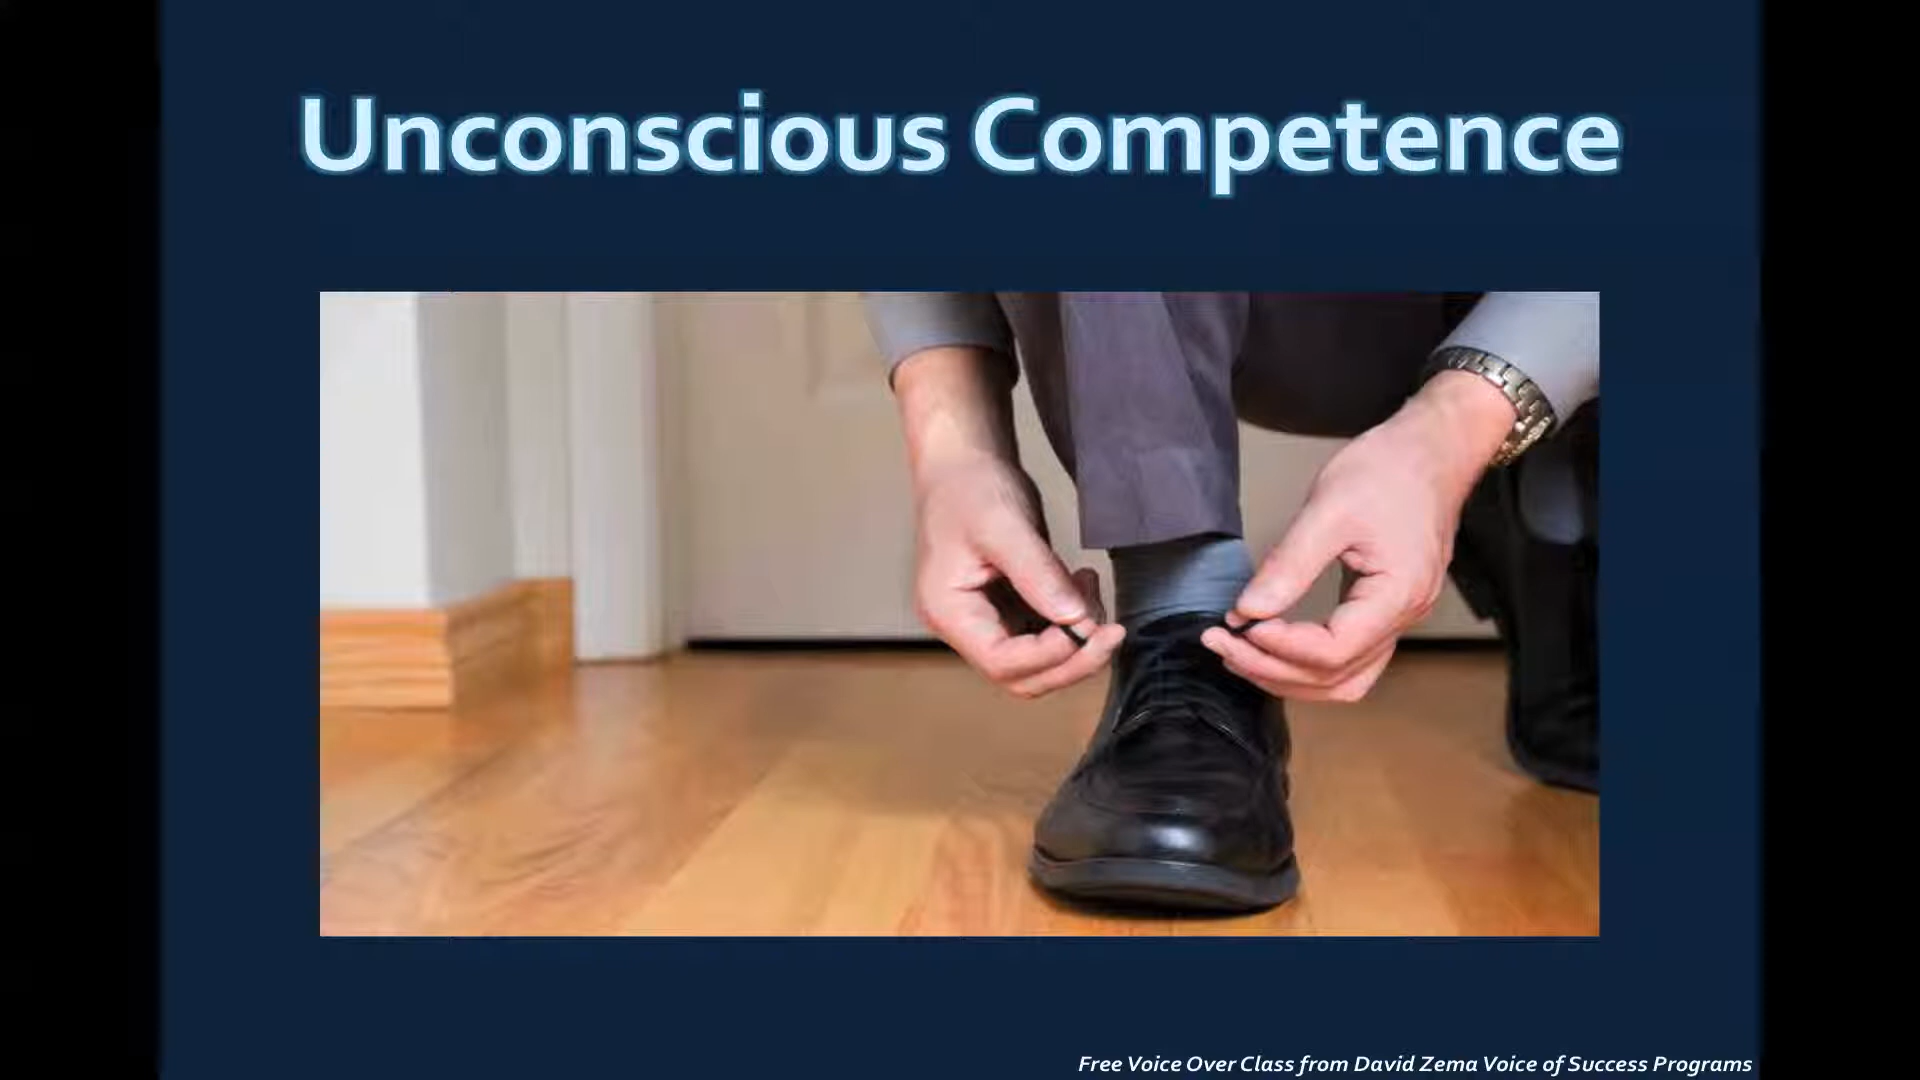 Unconscious Competence
Free Voice Over Class from David Zema Voice of Success Programs